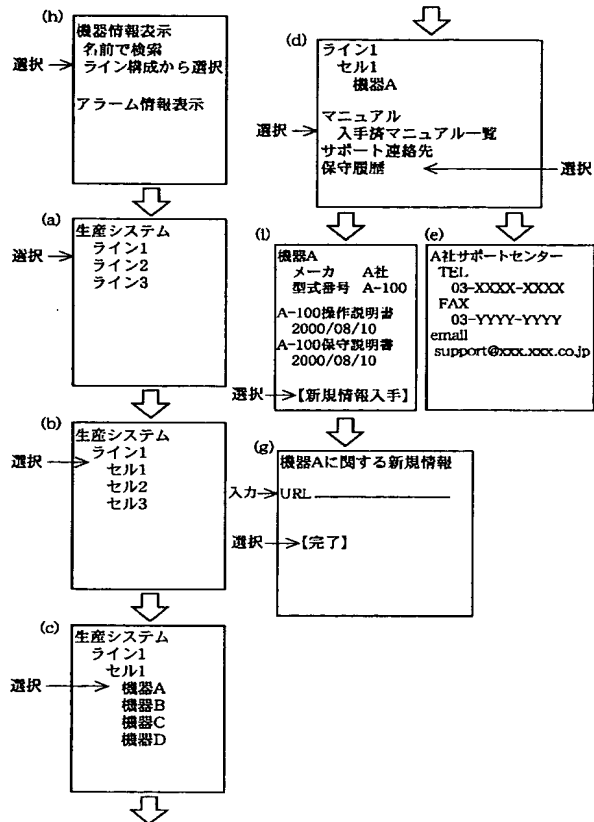 (h)
機器情報表示
名前で検索
選択
ライン構成から選択
アラーム情報表示
(a)
生産システム
選択
ライン1
ライン2
ライン3
(b)
生産システム
ライン1
選択
セル1
セル2
セル3
(c)
生産システム
ライン1
セル1
選択
機器A
機器B
機器C
機器D
(d)
ライン1
セル1
機器A
マニュアル
選択
入手済マニュアル一覧
サポート連絡先
保守履歴
選択
(i)
機器A
メーカ A社
型式番号 A-100
A-100操作説明書
2000/08/10
A-100保守説明書
2000/08/10
選択
【新規情報入手】
(e)
A社サポートセンター
TEL
03-XXXX-XXXX
FAX
03-YYYY-YYYY
email
support@xxx.xxx.co.jp
(g)
機器Aに関する新規情報
入力
URL
選択
【完了】